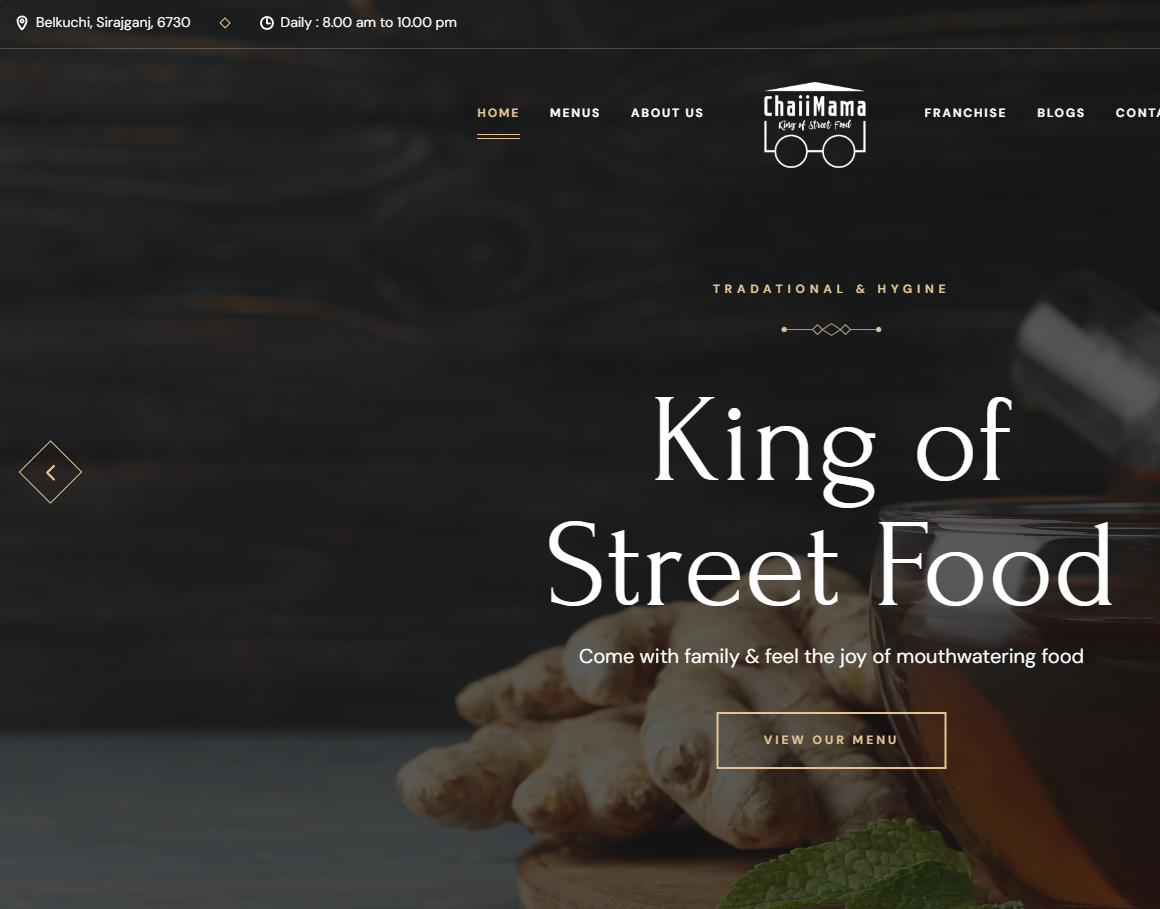 Belkuchi, Sirajganj, 6730 Daily : 8.00 am to 10.00 pm
HOME MENUS ABOUT US ChaiiMama FRANCHISE BLOGS
King of Street Food
TRADATIONAL & HYGINE
King of
Street Food
Come with family & feel the joy of mouthwatering food
VIEW OUR MENU